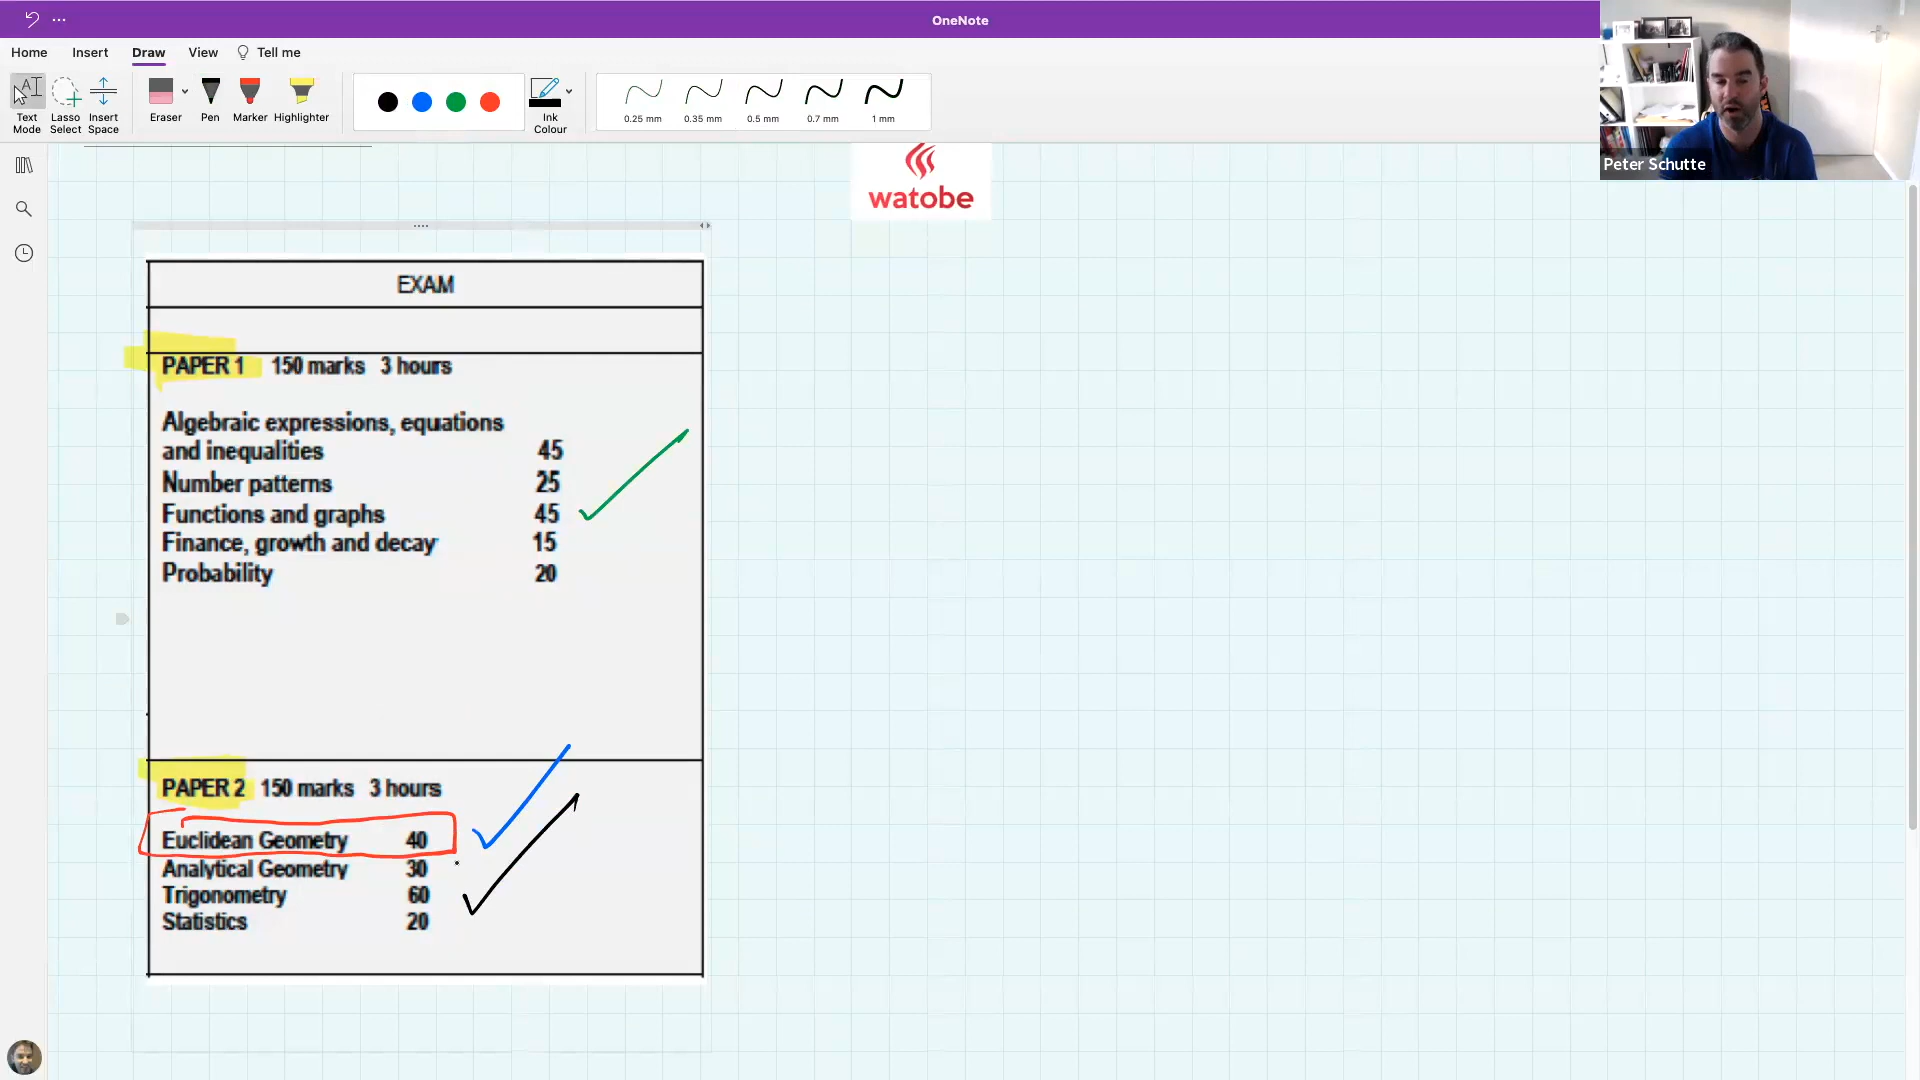 OneNote
Home Insert Draw View Tell me
Text Mode
Lasso Select
Insert Space
Eraser
Pen
Marker
Highlighter
Ink Colour
0.25 mm 0.35 mm 0.5 mm 0.7 mm 1 mm
Peter Schutte
watobe
EXAM
PAPER 1 150 marks 3 hours
Algebraic expressions, equations
and inequalities 45
Number patterns 25
Functions and graphs 45
Finance, growth and decay 15
Probability 20
PAPER 2 150 marks 3 hours
Euclidean Geometry 40
Analytical Geometry 30
Trigonometry 60
Statistics 20